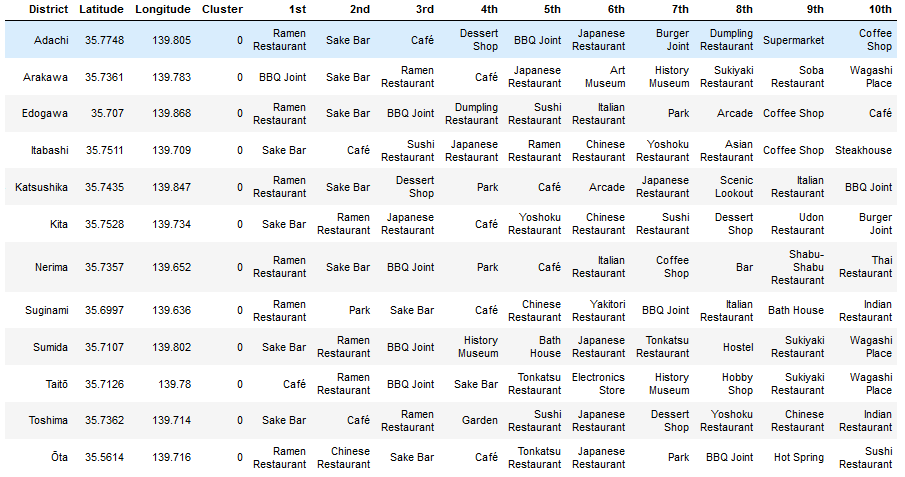 District Latitude Longitude Cluster 1st 2nd 3rd 4th 5th 6th 7th 8th 9th 10th
Adachi 35.7748 139.805 0 Ramen Restaurant Sake Bar Café Dessert Shop BBQ Joint Japanese Restaurant Burger Joint Dumpling Restaurant Supermarket Coffee Shop
Arakawa 35.7361 139.783 0 BBQ Joint Sake Bar Ramen Restaurant Café Japanese Restaurant Art Museum History Museum Sukiyaki Restaurant Soba Restaurant Wagashi Place
Edogawa 35.707 139.868 0 Ramen Restaurant Sake Bar BBQ Joint Dumpling Restaurant Sushi Restaurant Italian Restaurant Park Arcade Coffee Shop Café
Itabashi 35.7511 139.709 0 Sake Bar Café Sushi Restaurant Japanese Restaurant Ramen Restaurant Chinese Restaurant Yoshoku Restaurant Asian Restaurant Coffee Shop Steakhouse
Katsushika 35.7435 139.847 0 Ramen Restaurant Sake Bar Dessert Shop Park Café Arcade Japanese Restaurant Scenic Lookout Italian Restaurant BBQ Joint
Kita 35.7528 139.734 0 Sake Bar Ramen Restaurant Japanese Restaurant Café Yoshoku Restaurant Chinese Restaurant Sushi Restaurant Dessert Shop Udon Restaurant Burger Joint
Nerima 35.7357 139.652 0 Ramen Restaurant Sake Bar BBQ Joint Park Café Italian Restaurant Coffee Shop Bar Shabu-Shabu Restaurant Thai Restaurant
Suginami 35.6997 139.636 0 Ramen Restaurant Park Sake Bar Café Chinese Restaurant Yakitori Restaurant BBQ Joint Italian Restaurant Bath House Indian Restaurant
Sumida 35.7107 139.802 0 Sake Bar Ramen Restaurant BBQ Joint History Museum Bath House Japanese Restaurant Tonkatsu Restaurant Hostel Sukiyaki Restaurant Wagashi Place
Taitō 35.7126 139.78 0 Café Ramen Restaurant BBQ Joint Sake Bar Tonkatsu Restaurant Electronics Store History Museum Hobby Shop Sukiyaki Restaurant Wagashi Place
Toshima 35.7362 139.714 0 Sake Bar Café Ramen Restaurant Garden Sushi Restaurant Japanese Restaurant Dessert Shop Yoshoku Restaurant Chinese Restaurant Indian Restaurant
Ōta 35.5614 139.716 0 Ramen Restaurant Chinese Restaurant Sake Bar Café Tonkatsu Restaurant Japanese Restaurant Park BBQ Joint Hot Spring Sushi Restaurant